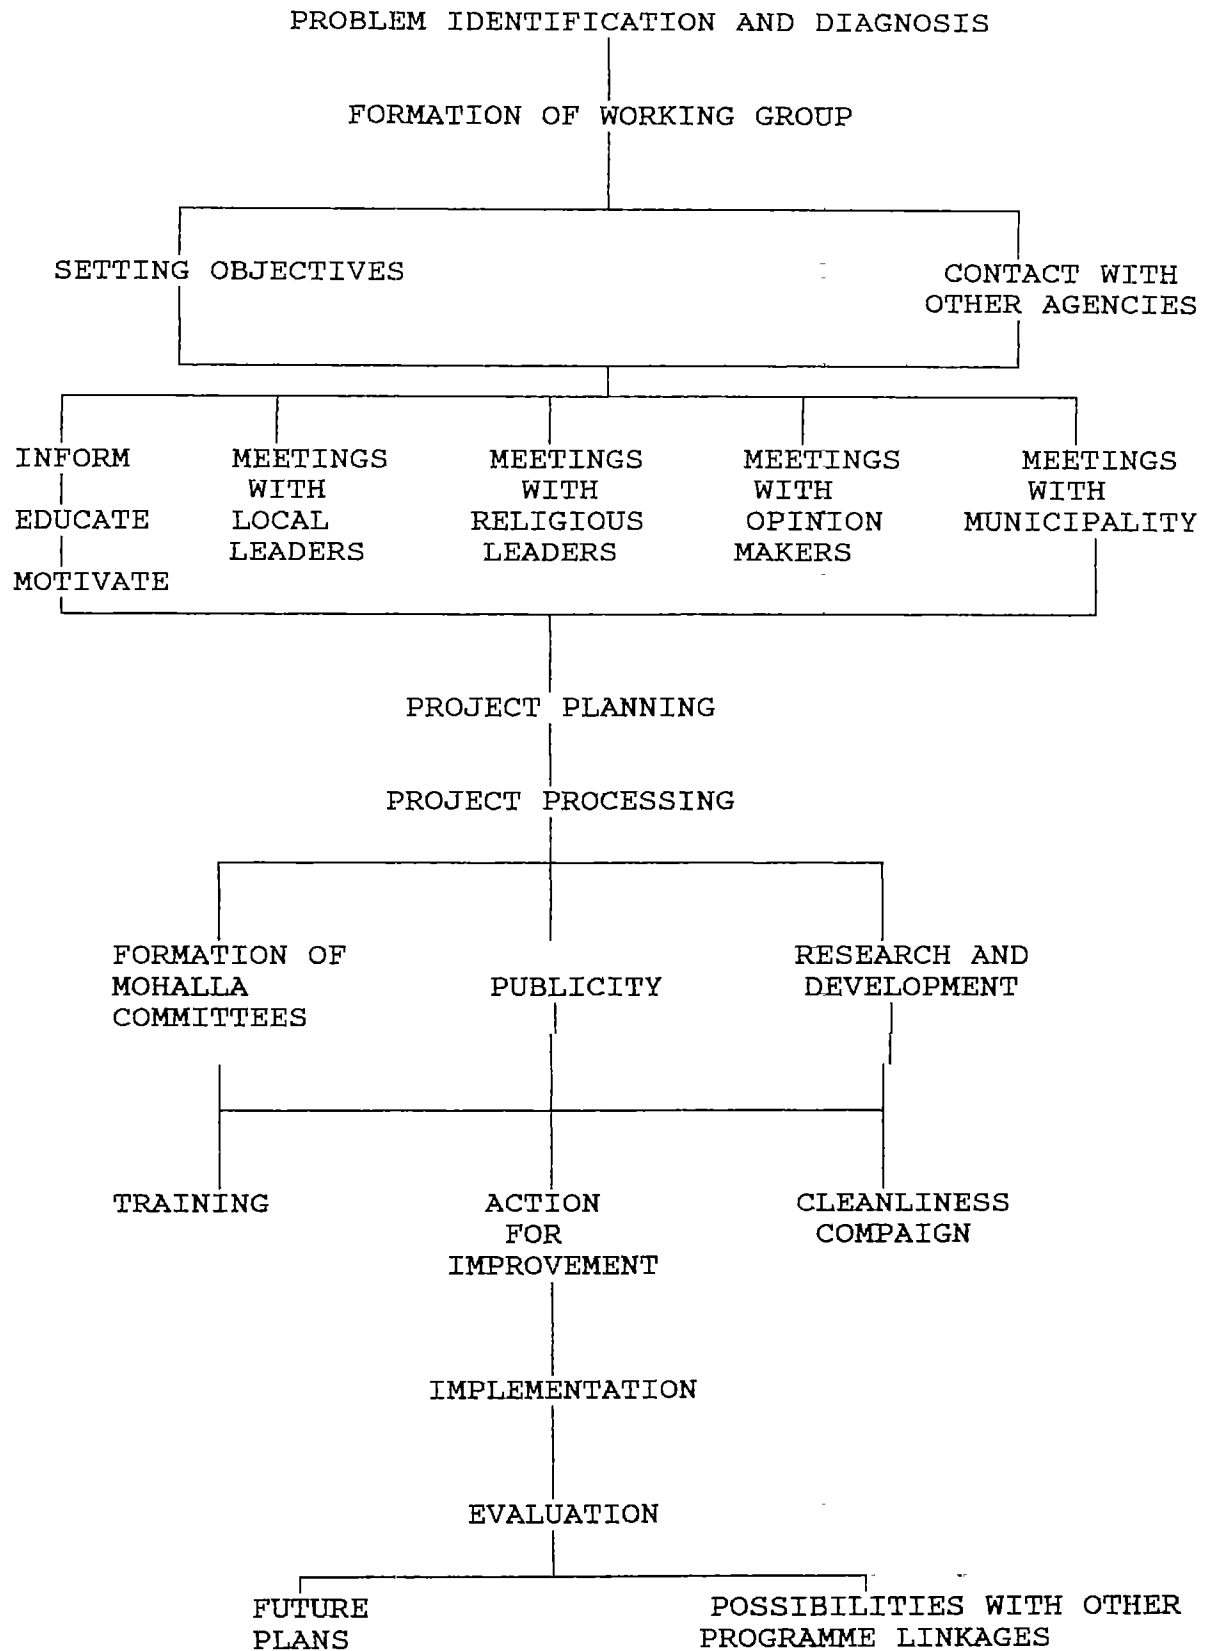 PROBLEM IDENTIFICATION AND DIAGNOSIS
FORMATION OF WORKING GROUP
SETTING OBJECTIVES
CONTACT WITH
OTHER AGENCIES
INFORM
EDUCATE
MOTIVATE
MEETINGS
WITH
LOCAL
LEADERS
MEETINGS
WITH
RELIGIOUS
LEADERS
MEETINGS
WITH
OPINION
MAKERS
MEETINGS
WITH
MUNICIPALITY
PROJECT PLANNING
PROJECT PROCESSING
FORMATION OF
MOHALLA
COMMITTEES
PUBLICITY
RESEARCH AND
DEVELOPMENT
TRAINING
ACTION
FOR
IMPROVEMENT
CLEANLINESS
COMPAIGN
IMPLEMENTATION
EVALUATION
FUTURE
PLANS
POSSIBILITIES WITH OTHER
PROGRAMME LINKAGES